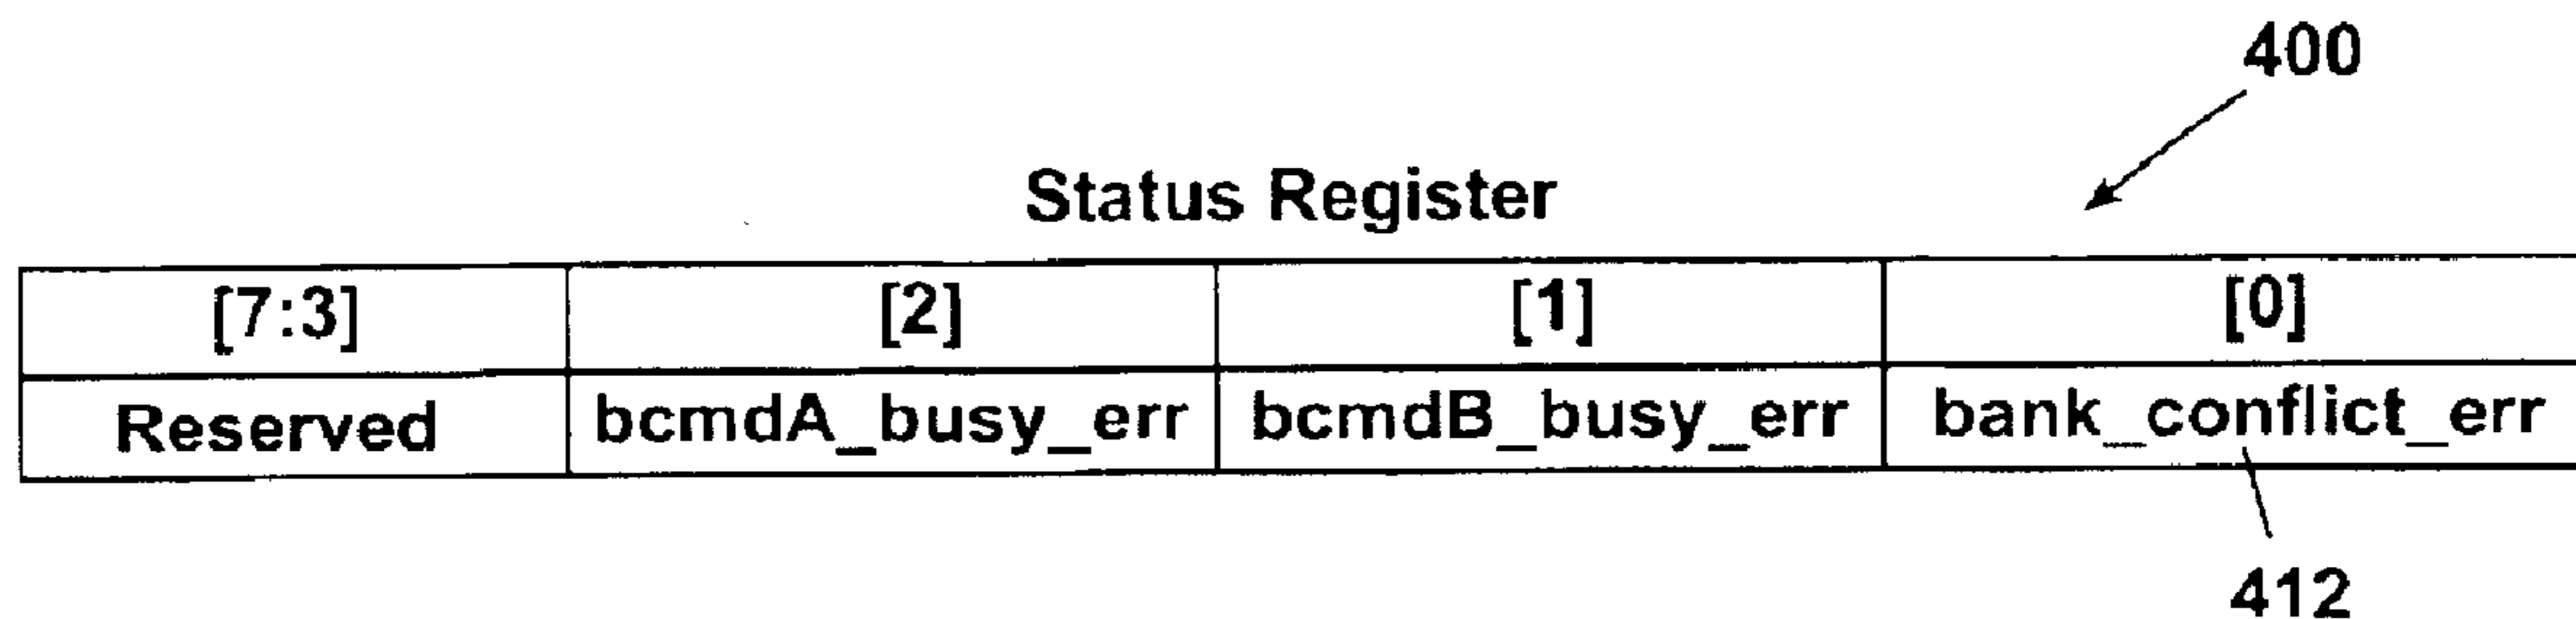 400
Status Register
[7:3] [2] [1] [0]
Reserved bcmdA_busy_err bcmdB_busy_err bank_conflict_err
412